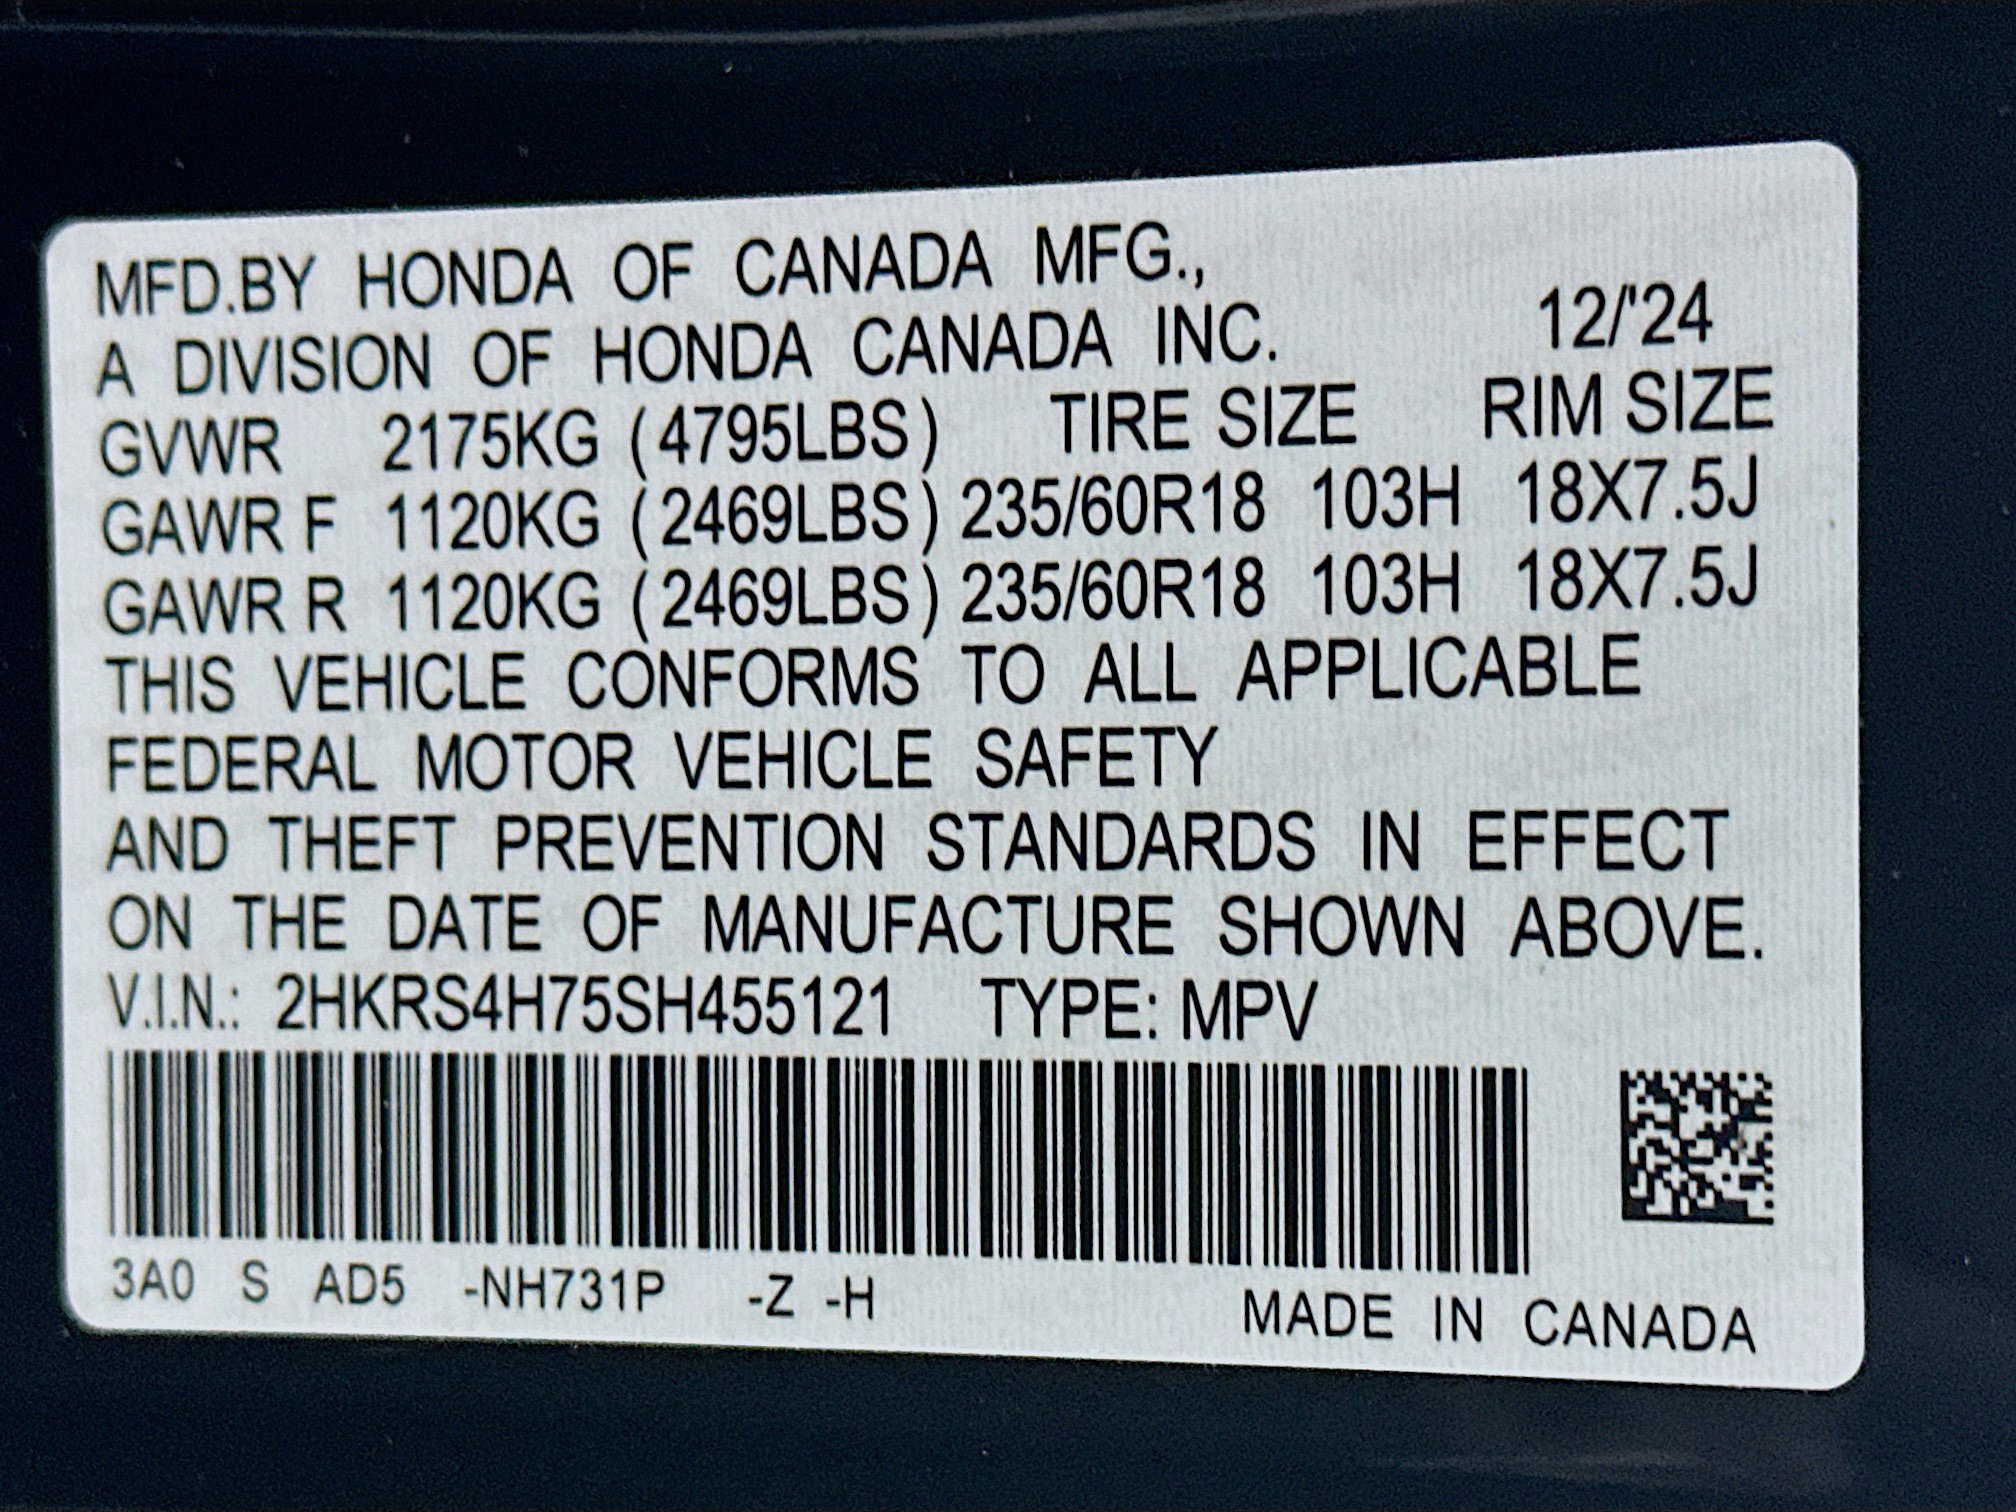 MFD.BY HONDA OF CANADA MFG.,
A DIVISION OF HONDA CANADA INC. 12/'24
GVWR 2175KG (4795LBS) TIRE SIZE RIM SIZE
GAWR F 1120KG (2469LBS) 235/60R18 103H 18X7.5J
GAWR R 1120KG (2469LBS) 235/60R18 103H 18X7.5J
THIS VEHICLE CONFORMS TO ALL APPLICABLE
FEDERAL MOTOR VEHICLE SAFETY
AND THEFT PREVENTION STANDARDS IN EFFECT
ON THE DATE OF MANUFACTURE SHOWN ABOVE.
V.I.N.: 2HKRS4H75SH455121 TYPE: MPV
3A0 S AD5 -NH731P -Z -H MADE IN CANADA